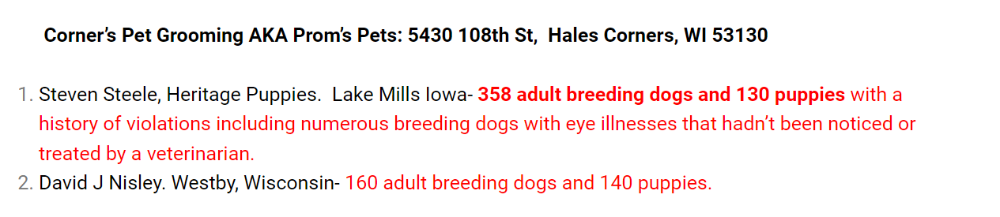 Corner’s Pet Grooming AKA Prom’s Pets: 5430 108th St,  Hales Corners, WI 53130
1. Steven Steele, Heritage Puppies.  Lake Mills Iowa- 358 adult breeding dogs and 130 puppies with a
history of violations including numerous breeding dogs with eye illnesses that hadn’t been noticed or
treated by a veterinarian.
2. David J Nisley. Westby, Wisconsin- 160 adult breeding dogs and 140 puppies.